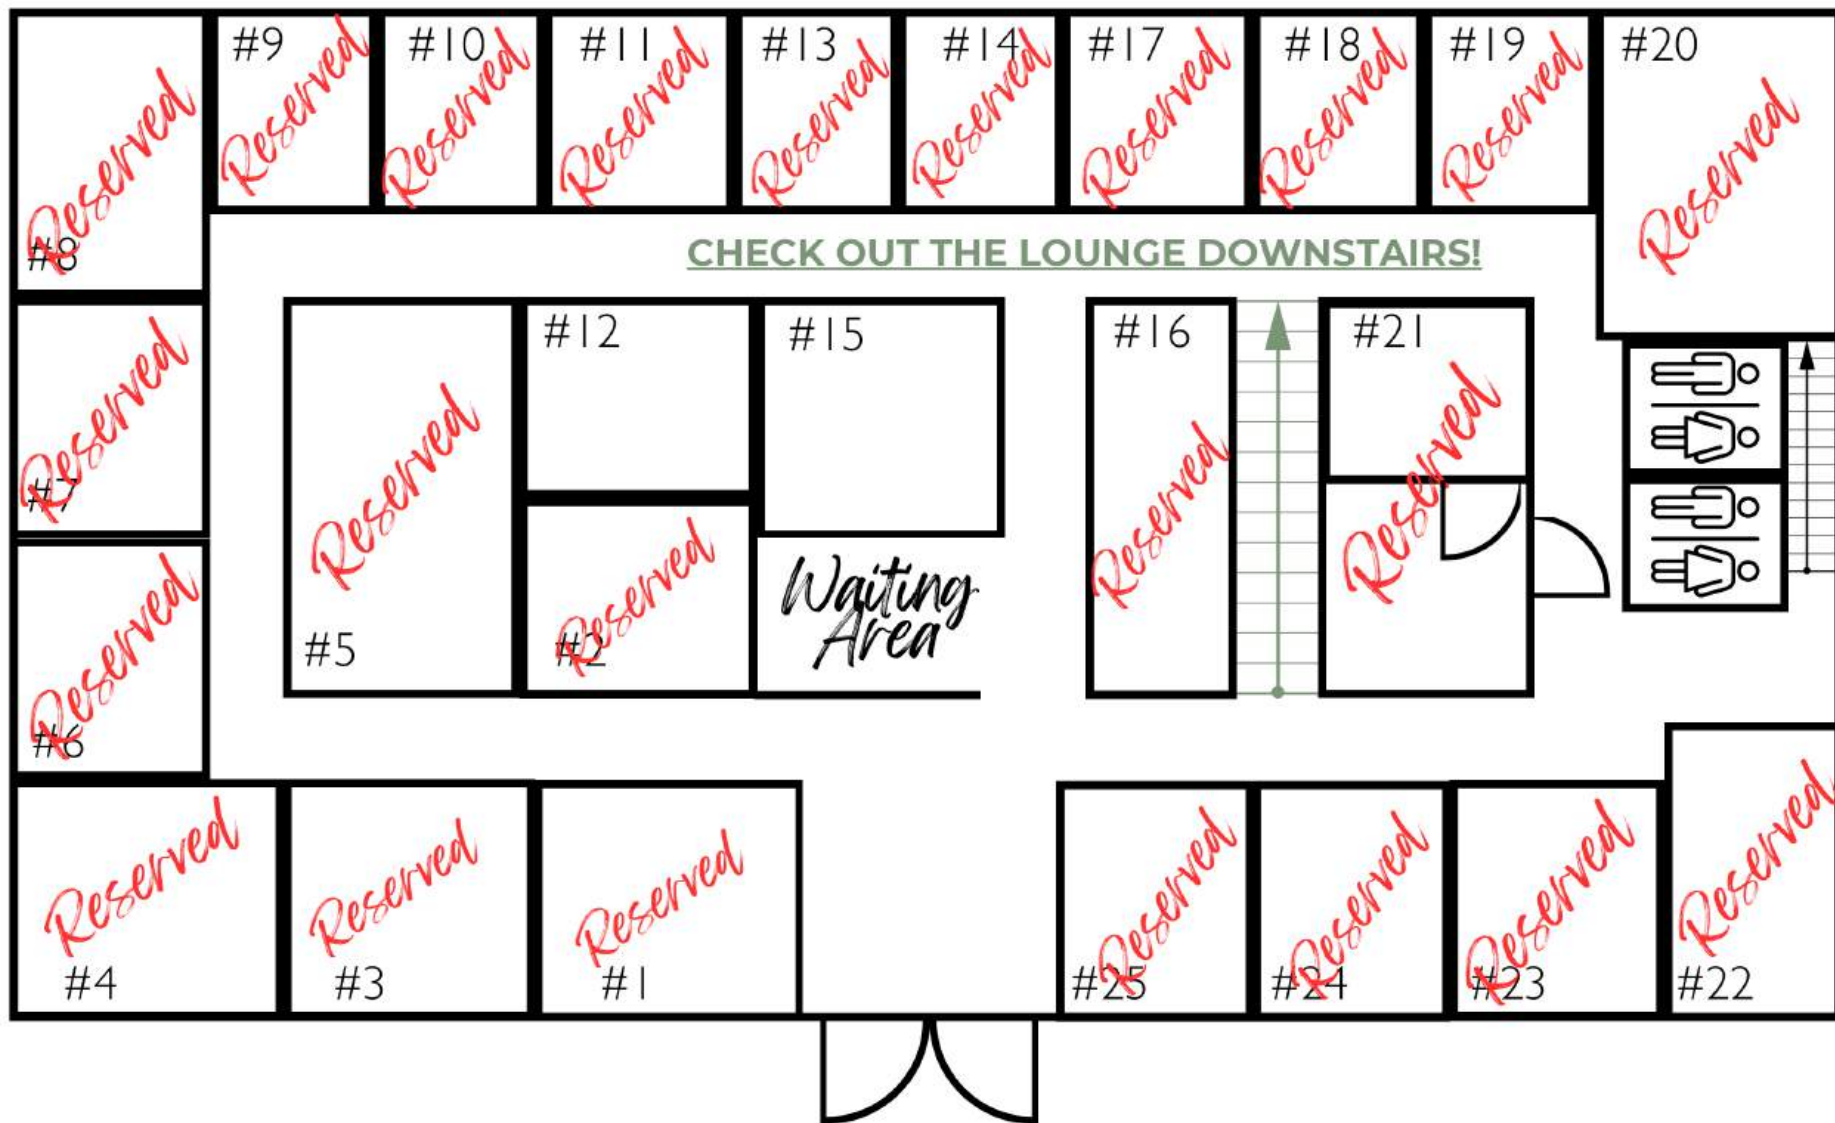 #9
Reserved
#10
Reserved
#11
Reserved
#13
Reserved
#14
Reserved
#17
Reserved
#18
Reserved
#19
Reserved
#20
Reserved
Reserved
#8
CHECK OUT THE LOUNGE DOWNSTAIRS!
Reserved
#7
Reserved
#5
#12
#15
Reserved
#2
Waiting
Area
#16
Reserved
#21
Reserved
Reserved
#6
Reserved
#4
Reserved
#3
Reserved
#1
Reserved
#25
Reserved
#24
Reserved
#23
Reserved
#22